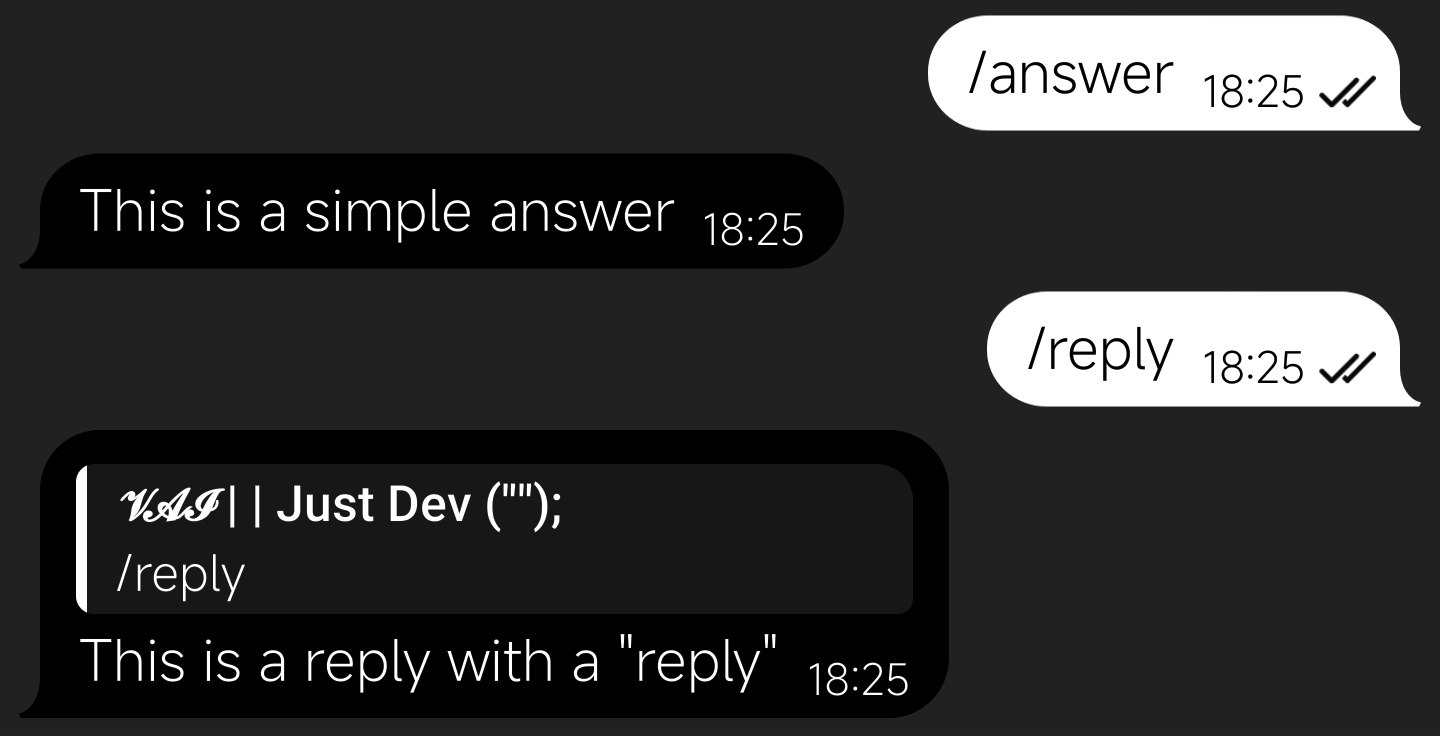 /answer 18:25
This is a simple answer 18:25
/reply 18:25
𝓥𝓐𝓘 | | Just Dev ("");
/reply
This is a reply with a "reply" 18:25